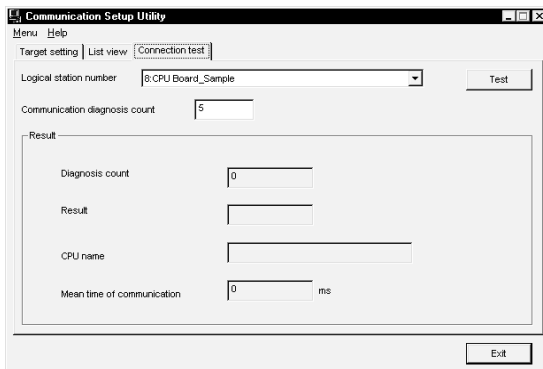 Communication Setup Utility
Menu Help
Target setting List view Connection test
Logical station number 8:CPU Board_Sample Test
Communication diagnosis count 5
Result
Diagnosis count 0
Result
CPU name
Mean time of communication 0 ms
Exit